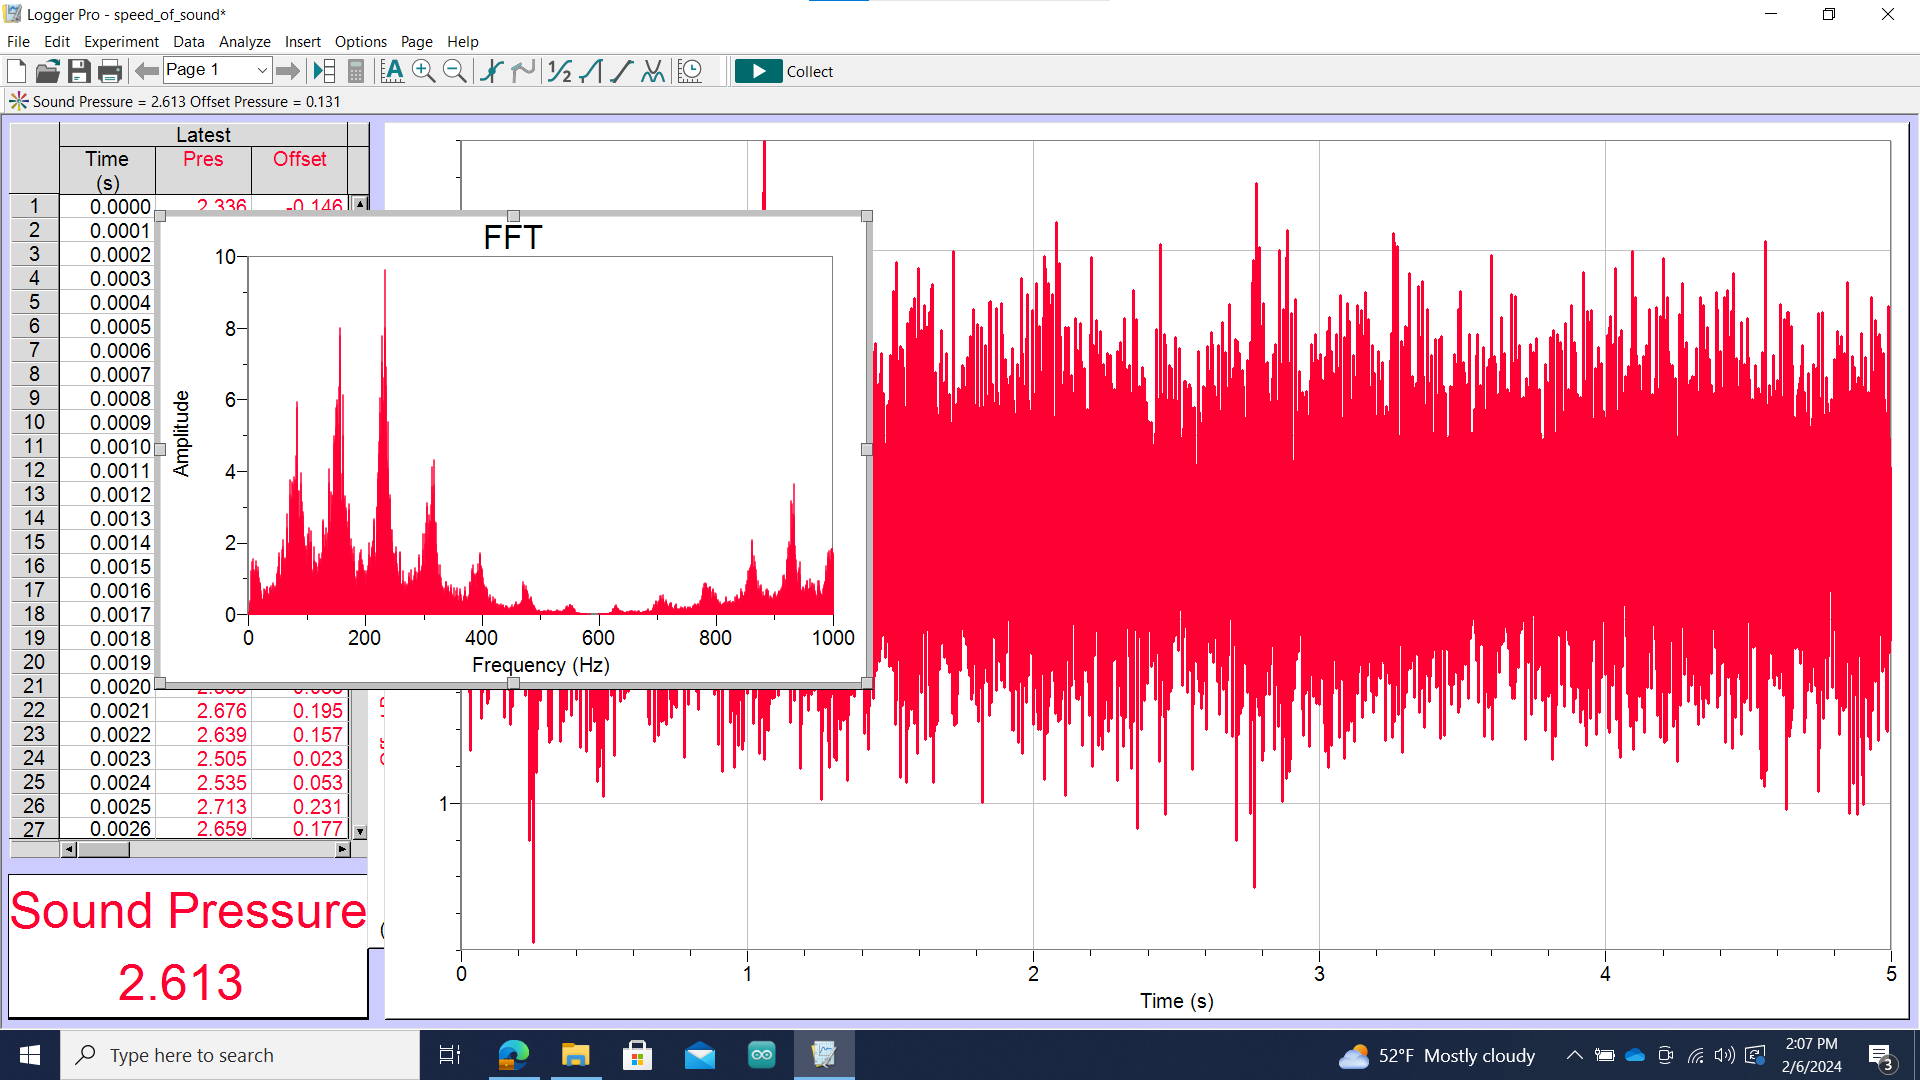 Logger Pro - speed_of_sound*
File Edit Experiment Data Analyze Insert Options Page Help
Page 1
Collect
Sound Pressure = 2.613 Offset Pressure = 0.131
Latest
Time (s) Pres Offset
1 0.0000 2.336 -0.146
2 0.0001
3 0.0002
4 0.0003
5 0.0004
6 0.0005
7 0.0006
8 0.0007
9 0.0008
10 0.0009
11 0.0010
12 0.0011
13 0.0012
14 0.0013
15 0.0014
16 0.0015
17 0.0016
18 0.0017
19 0.0018
20 0.0019
21 0.0020
22 0.0021 2.676 0.195
23 0.0022 2.639 0.157
24 0.0023 2.505 0.023
25 0.0024 2.535 0.053
26 0.0025 2.713 0.231
27 0.0026 2.659 0.177
FFT
10
8
6
4
2
0
Amplitude
0 200 400 600 800 1000
Frequency (Hz)
1
0 1 2 3 4 5
Time (s)
Sound Pressure
2.613
Type here to search
52°F Mostly cloudy
2:07 PM
2/6/2024
3